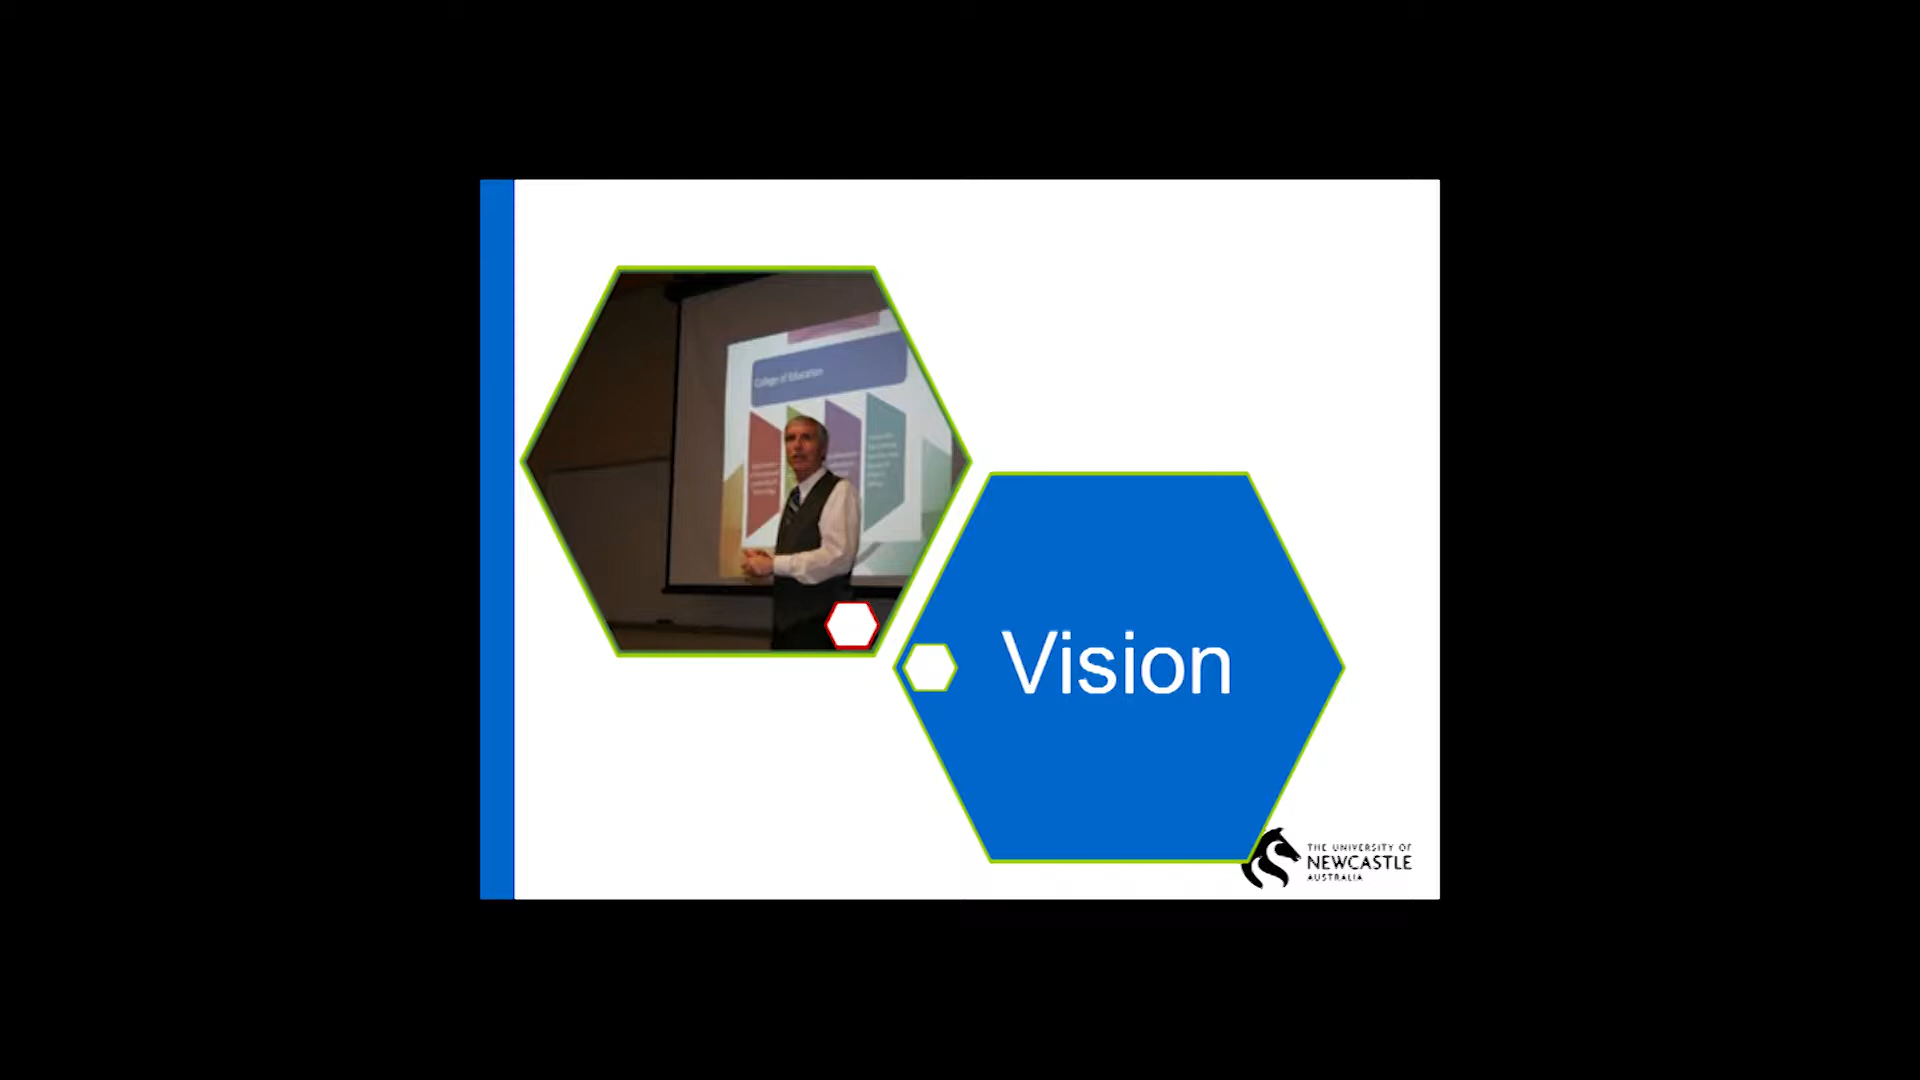 College of Education
Vision
THE UNIVERSITY OF
NEWCASTLE
AUSTRALIA